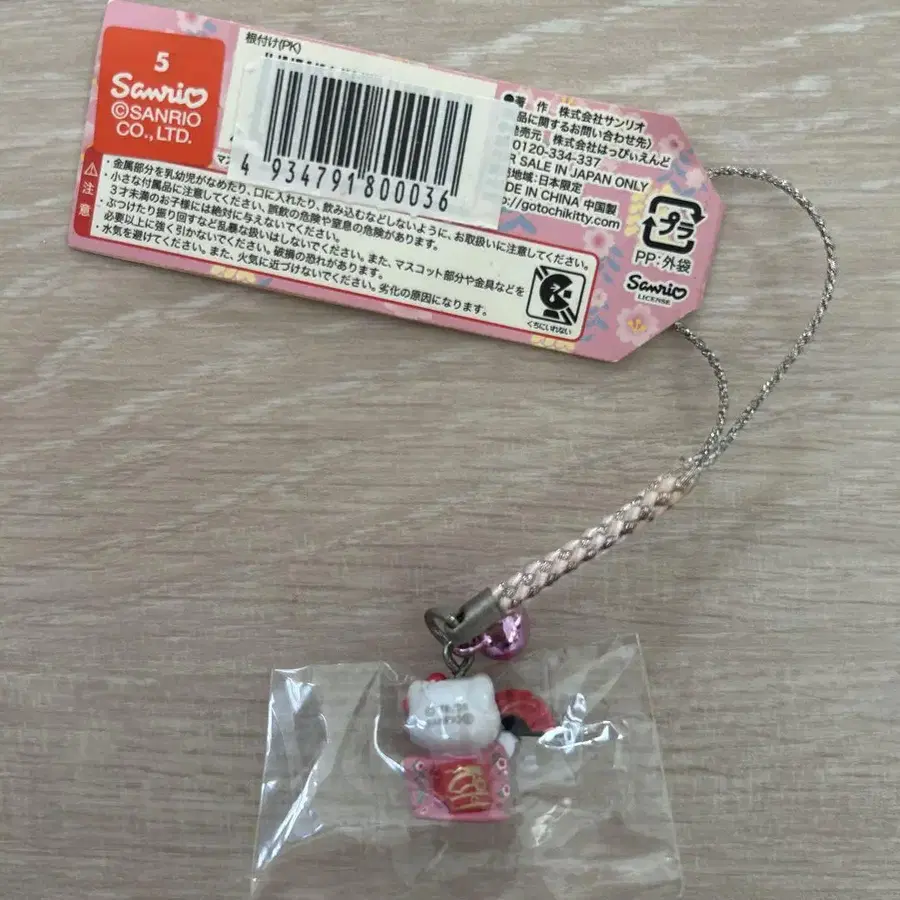 5
Sanrio
©SANRIO
CO.,LTD.
根付け(PK)
4 934791 800036
作 株式会社サンリオ
品に関するお問い合わせ先〉
発売元 株式会社はっぴぃえんど
0120-334-337
SALE IN JAPAN ONLY
地域:日本限定
MADE IN CHINA 中国製
gotochikitty.com
プラ
PP:外袋
Sanrio
LICENSE
注意
・金属部分を乳幼児がなめたり、口に入れたり、飲み込むなどしないように、お取扱いに注意してください。
・小さな付属品に注意してください。誤飲の危険や窒息の危険があります。
3才未満のお子様には絶対に与えないでください。
・ぶつけたり振り回すなど乱暴な扱いはしないでください。また、マスコット部分や金具などを
必要以上に強く引かないでください。破損の恐れがあります。
・水気を避けてください。また、火気に近づけないでください。劣化の原因になります。
くちにいれない